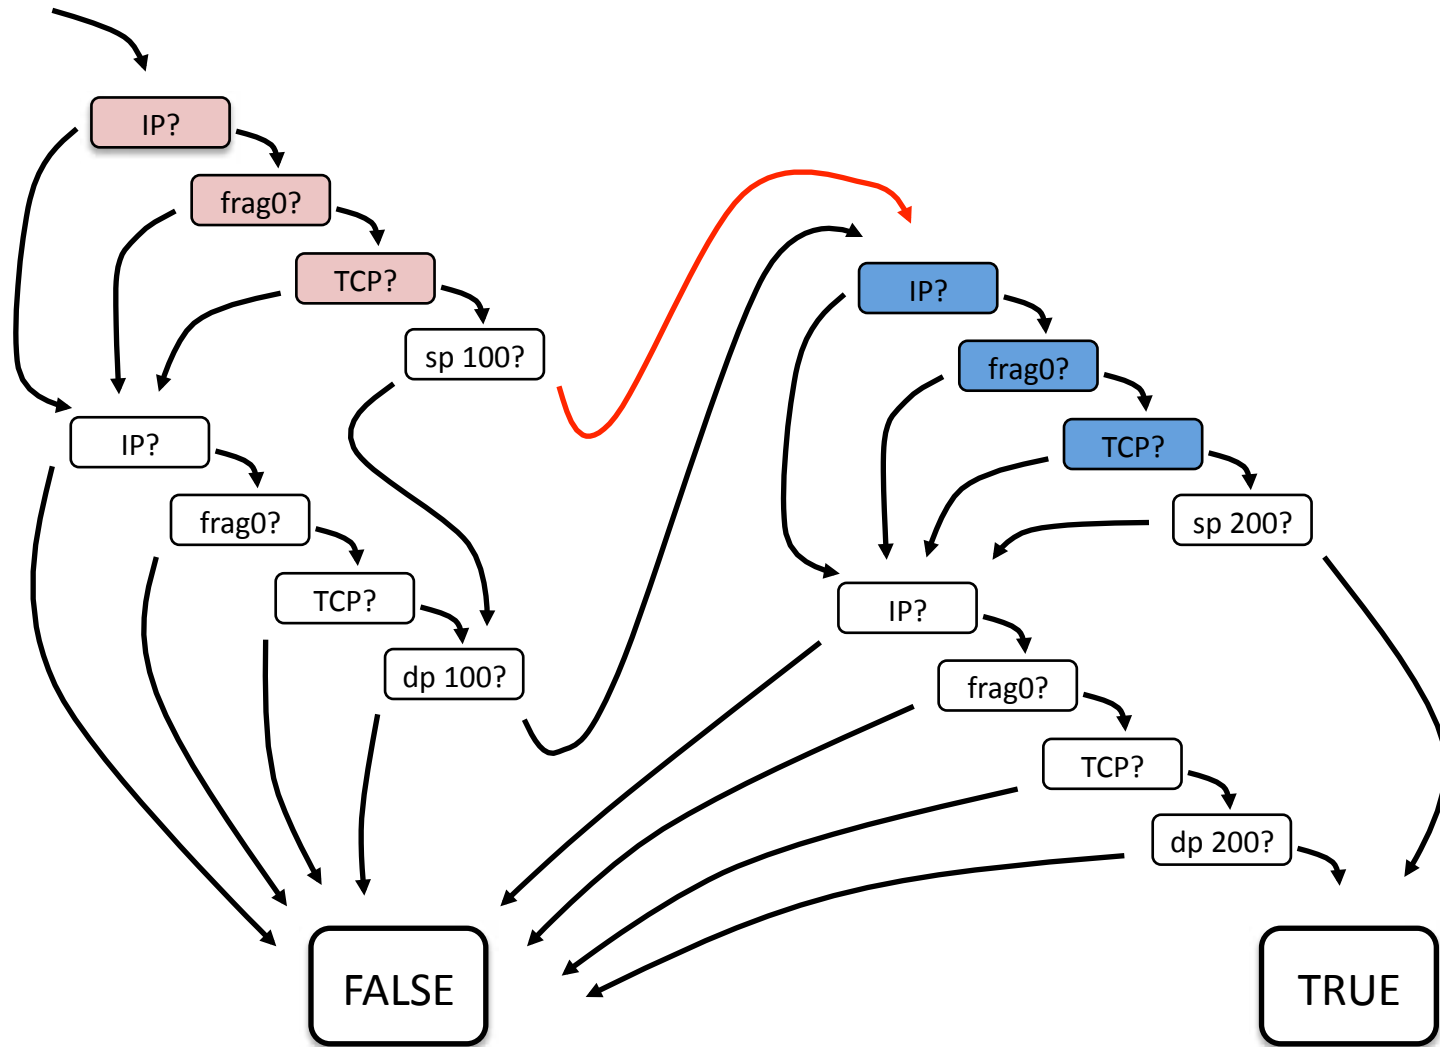 IP?
frag0?
TCP?
sp 100?
IP?
frag0?
TCP?
dp 100?
IP?
frag0?
TCP?
sp 200?
IP?
frag0?
TCP?
dp 200?
FALSE
TRUE